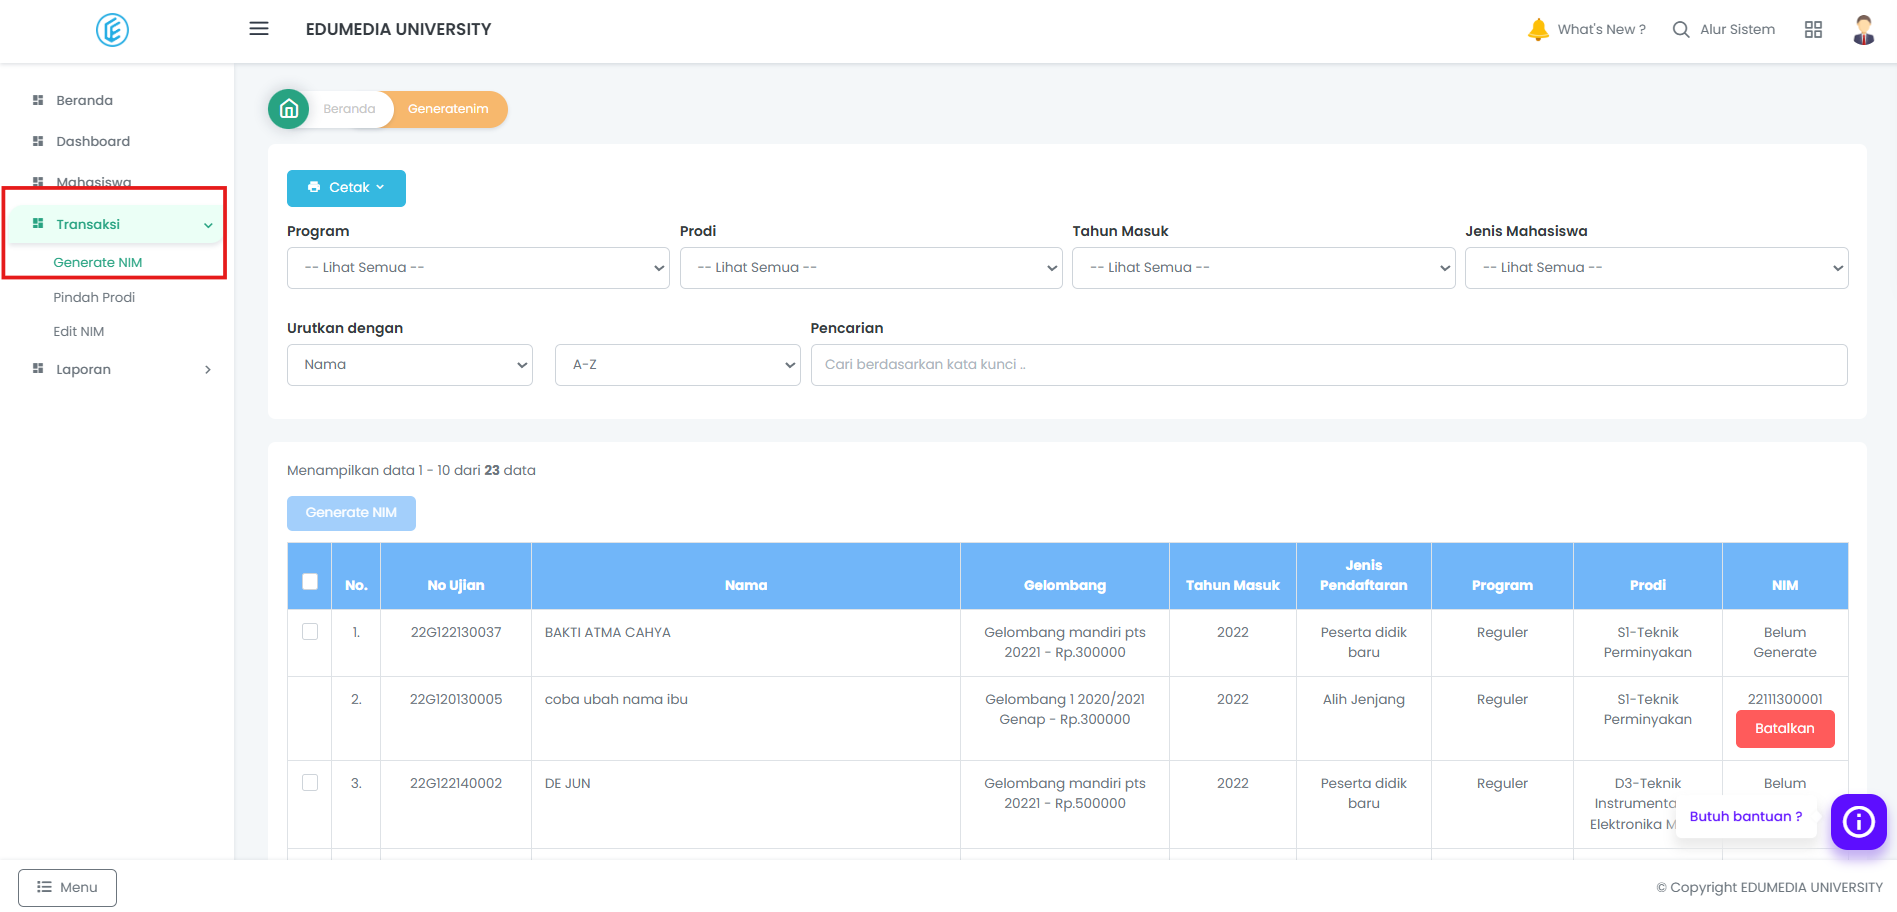 EDUMEDIA UNIVERSITY
What's New ?
Alur Sistem
Beranda
Dashboard
Mahasiswa
Transaksi
Generate NIM
Pindah Prodi
Edit NIM
Laporan
Beranda
Generatenim
Cetak
Program
Prodi
Tahun Masuk
Jenis Mahasiswa
-- Lihat Semua --
-- Lihat Semua --
-- Lihat Semua --
-- Lihat Semua --
Urutkan dengan
Pencarian
Nama
A-Z
Cari berdasarkan kata kunci ..
Menampilkan data 1 - 10 dari 23 data
Generate NIM
No.
No Ujian
Nama
Gelombang
Tahun Masuk
Jenis
Pendaftaran
Program
Prodi
NIM
1.
22G122130037
BAKTI ATMA CAHYA
Gelombang mandiri pts
20221 - Rp.300000
2022
Peserta didik
baru
Reguler
S1-Teknik
Perminyakan
Belum
Generate
2.
22G120130005
coba ubah nama ibu
Gelombang 1 2020/2021
Genap - Rp.300000
2022
Alih Jenjang
Reguler
S1-Teknik
Perminyakan
22111300001
Batalkan
3.
22G122140002
DE JUN
Gelombang mandiri pts
20221 - Rp.500000
2022
Peserta didik
baru
Reguler
D3-Teknik
Elektronika
Belum
Butuh bantuan ?
Menu
© Copyright EDUMEDIA UNIVERSITY